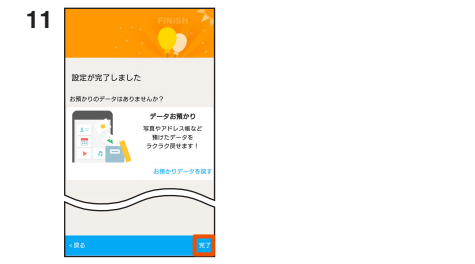 11
FINISH
設定が完了しました
お預かりのデータはありませんか？
データお預かり
写真やアドレス帳など
預けたデータを
ラクラク戻せます！
お預かりデータを戻す
<戻る
完了